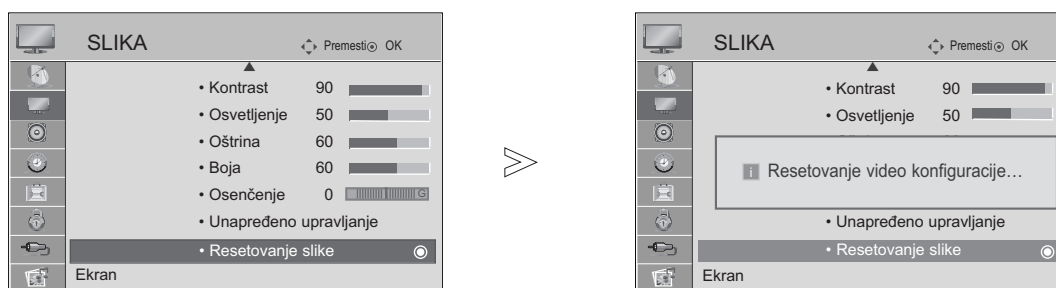 SLIKA Premesti OK
• Kontrast 90
• Osvetljenje 50
• Oštrina 60
• Boja 60
• Osenčenje 0 G
• Unapređeno upravljanje
• Resetovanje slike
Ekran
SLIKA Premesti OK
• Kontrast 90
• Osvetljenje 50
Resetovanje video konfiguracije…
• Unapređeno upravljanje
• Resetovanje slike
Ekran